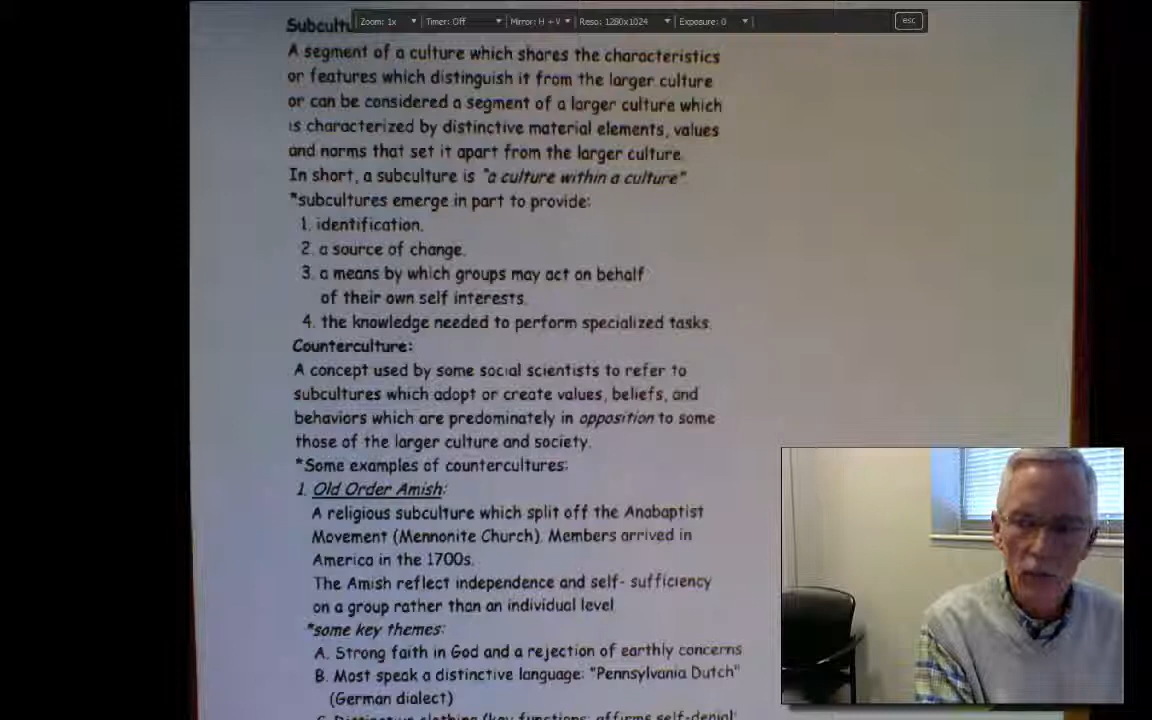 Subcultu
Zoom: 1x Timer: Off Mirror: H + V Reso: 1280x1024 Exposure: 0 esc
A segment of a culture which shares the characteristics
or features which distinguish it from the larger culture
or can be considered a segment of a larger culture which
is characterized by distinctive material elements, values
and norms that set it apart from the larger culture.
In short, a subculture is "a culture within a culture".
*subcultures emerge in part to provide:
1. identification.
2. a source of change.
3. a means by which groups may act on behalf
of their own self interests.
4. the knowledge needed to perform specialized tasks.
Counterculture:
A concept used by some social scientists to refer to
subcultures which adopt or create values, beliefs, and
behaviors which are predominately in opposition to some
those of the larger culture and society.
*Some examples of countercultures:
1. Old Order Amish:
A religious subculture which split off the Anabaptist
Movement (Mennonite Church). Members arrived in
America in the 1700s.
The Amish reflect independence and self- sufficiency
on a group rather than an individual level
*some key themes:
A. Strong faith in God and a rejection of earthly concerns
B. Most speak a distinctive language: "Pennsylvania Dutch"
(German dialect)
C. Distinctive clothing (key functions: affirms self-denial;